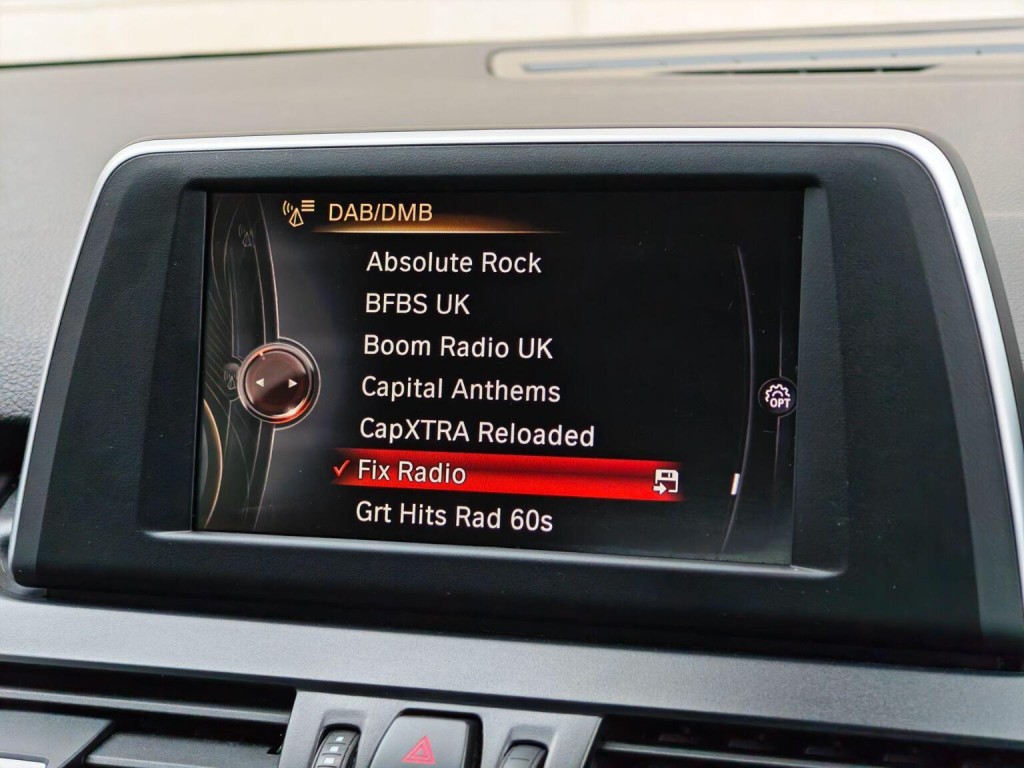 DAB/DMB
Absolute Rock
BFBS UK
Boom Radio UK
Capital Anthems
OPT
CapXTRA Reloaded
Fix Radio
Grt Hits Rad 60s